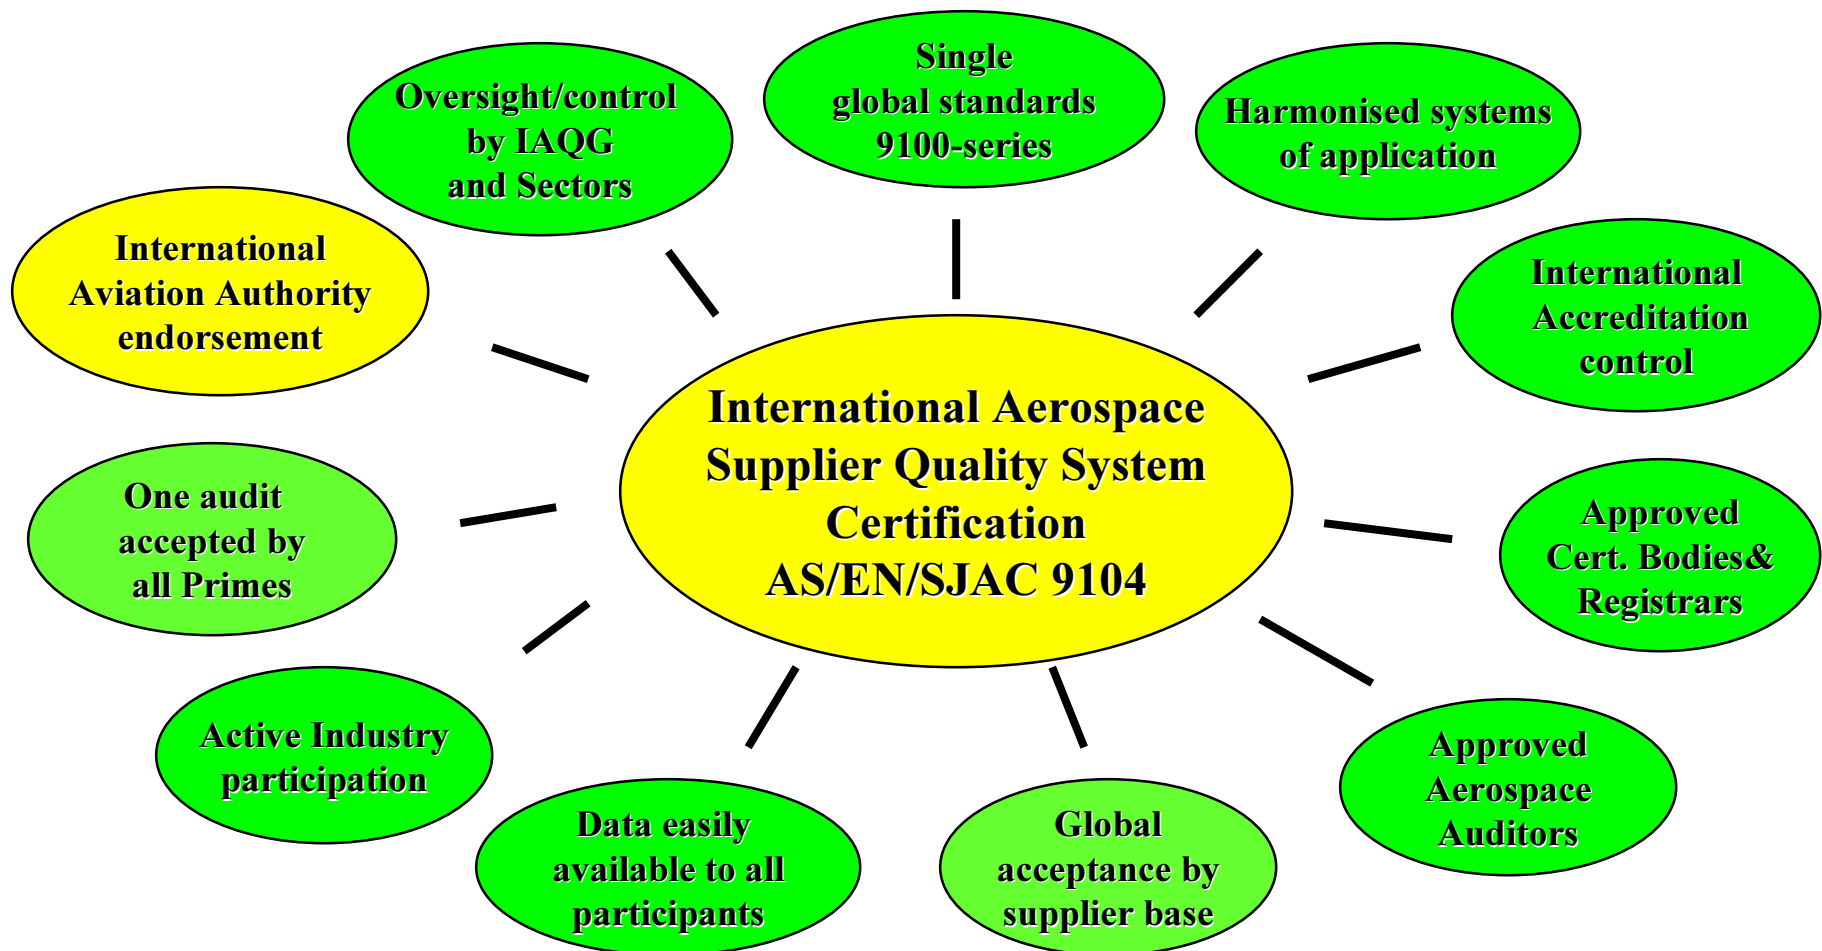 Single
global standards
9100-series
Oversight/control
by IAQG
and Sectors
Harmonised systems
of application
International
Aviation Authority
endorsement
International
Accreditation
control
International Aerospace
Supplier Quality System
Certification
AS/EN/SJAC 9104
One audit
accepted by
all Primes
Approved
Cert. Bodies&
Registrars
Active Industry
participation
Approved
Aerospace
Auditors
Data easily
available to all
participants
Global
acceptance by
supplier base